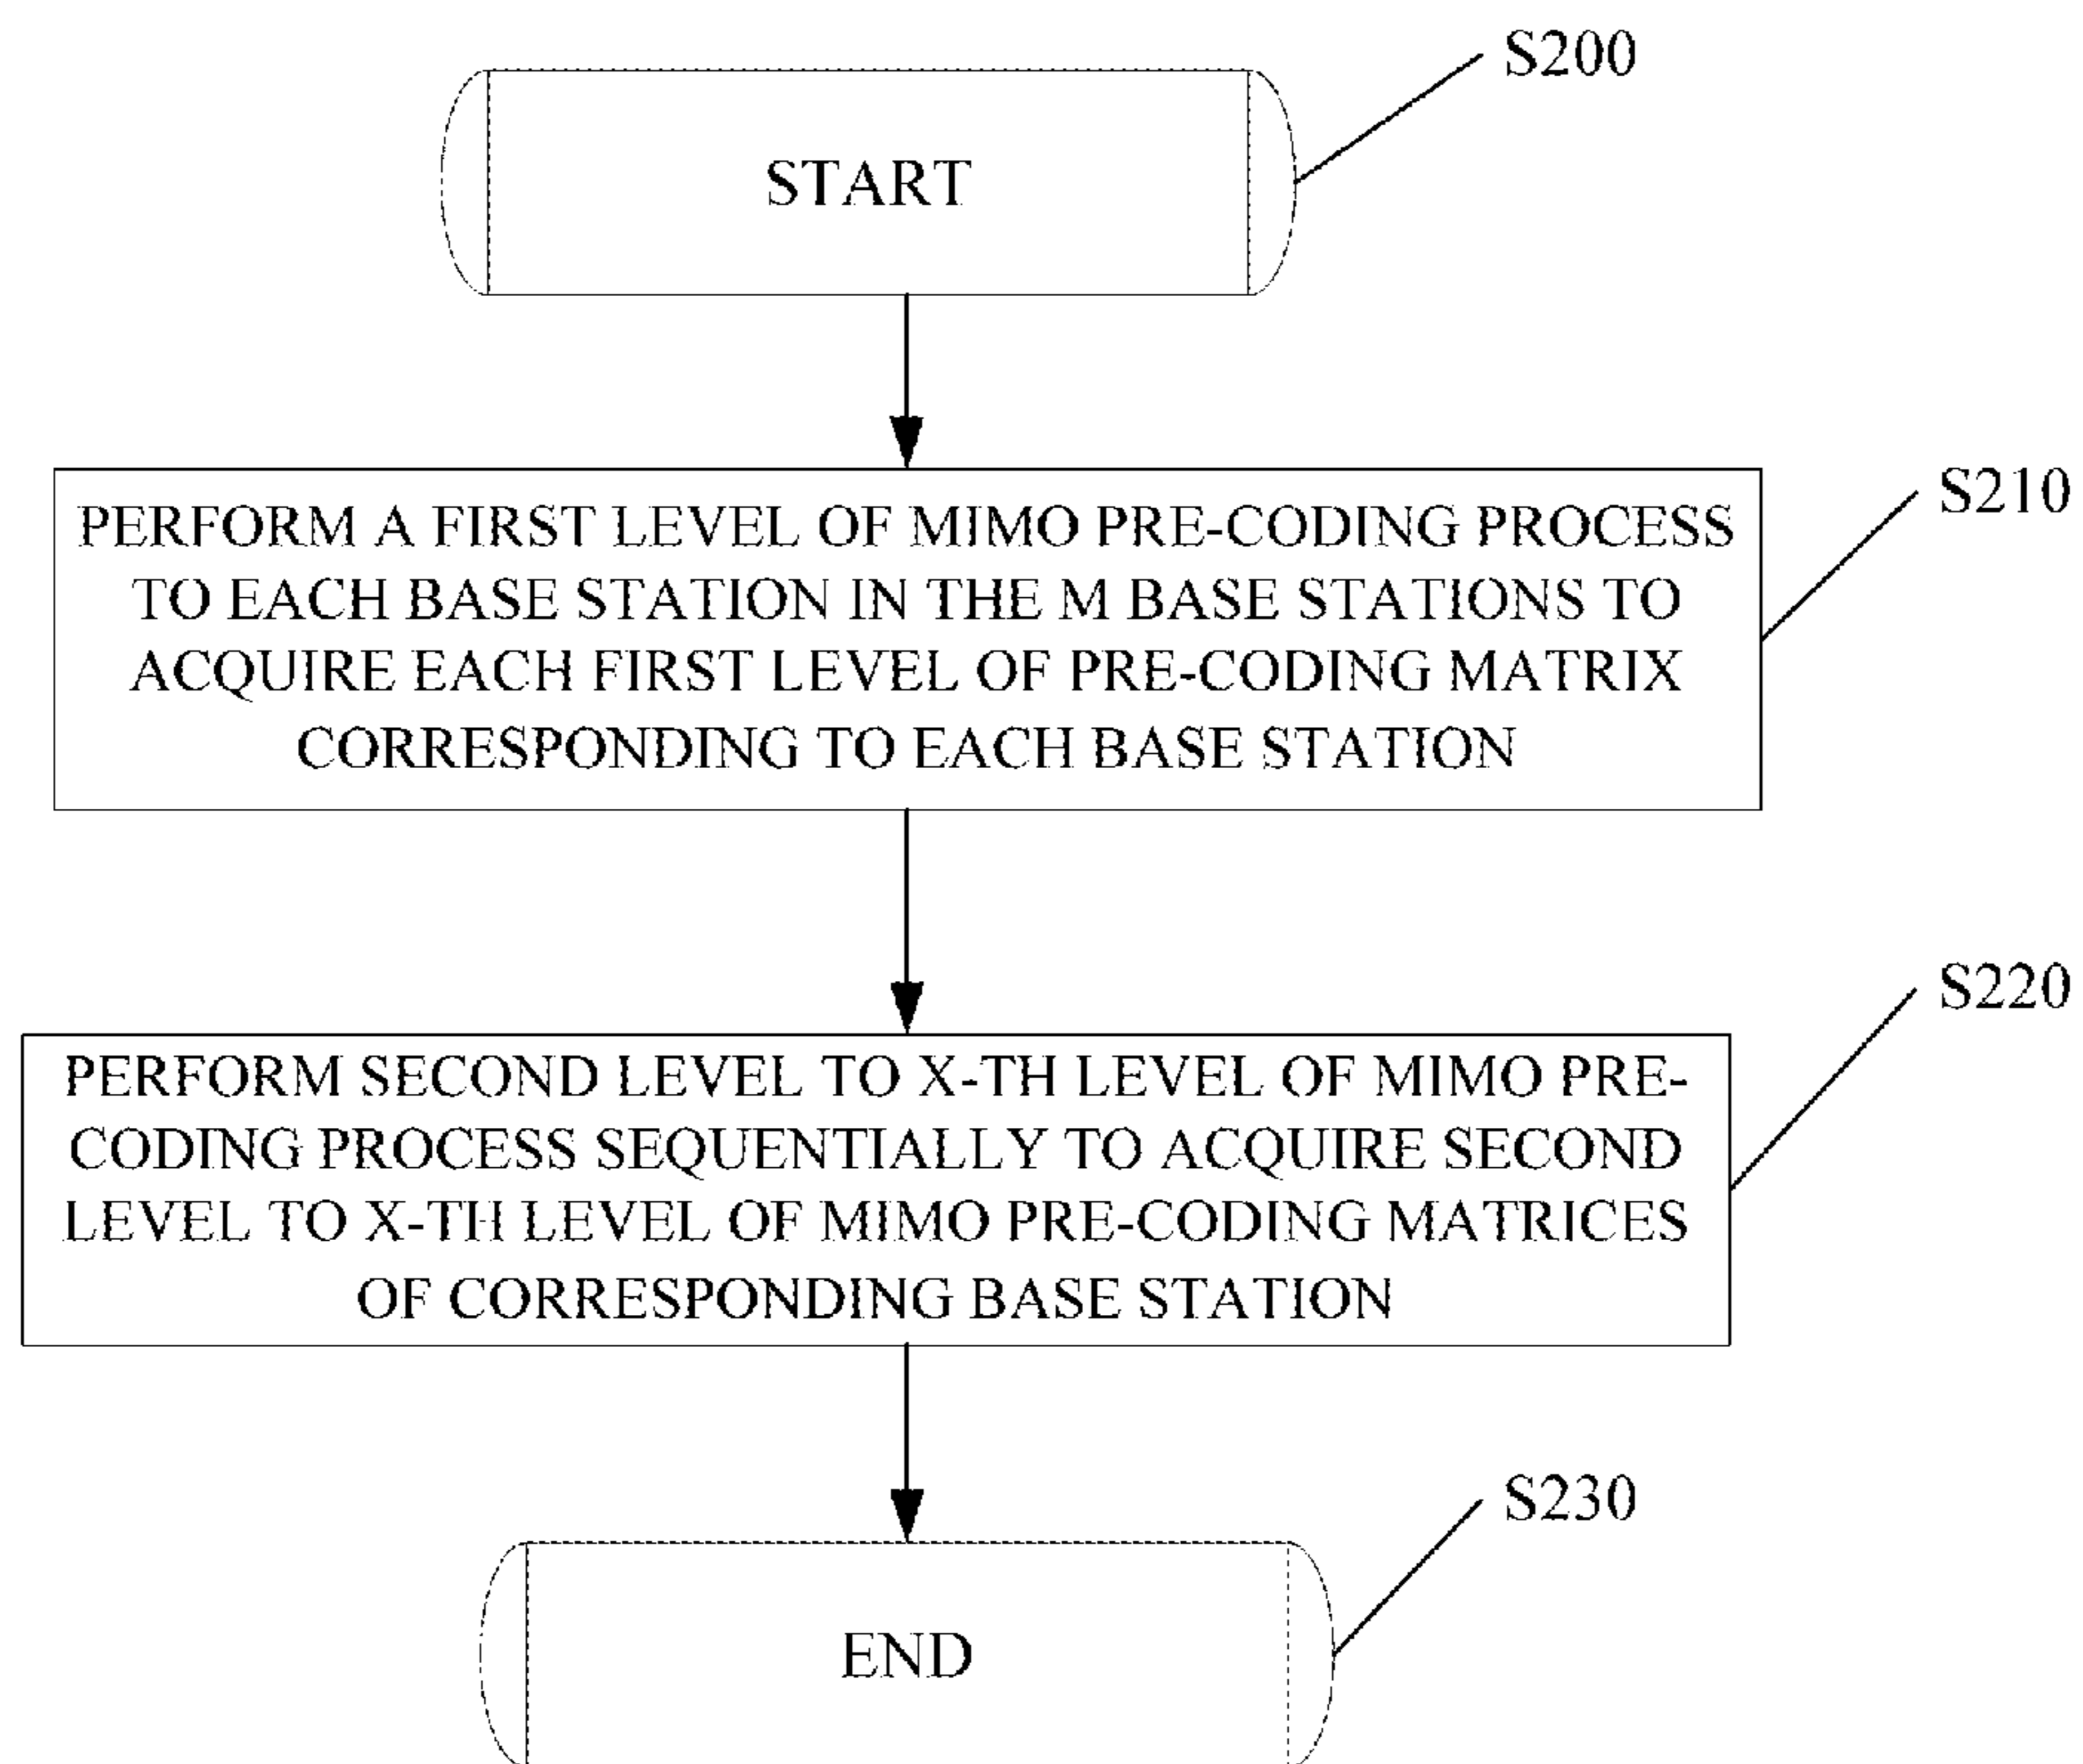 S200
START
S210
PERFORM A FIRST LEVEL OF MIMO PRE-CODING PROCESS
TO EACH BASE STATION IN THE M BASE STATIONS TO
ACQUIRE EACH FIRST LEVEL OF PRE-CODING MATRIX
CORRESPONDING TO EACH BASE STATION
S220
PERFORM SECOND LEVEL TO X-TH LEVEL OF MIMO PRE-
CODING PROCESS SEQUENTIALLY TO ACQUIRE SECOND
LEVEL TO X-TH LEVEL OF MIMO PRE-CODING MATRICES
OF CORRESPONDING BASE STATION
S230
END